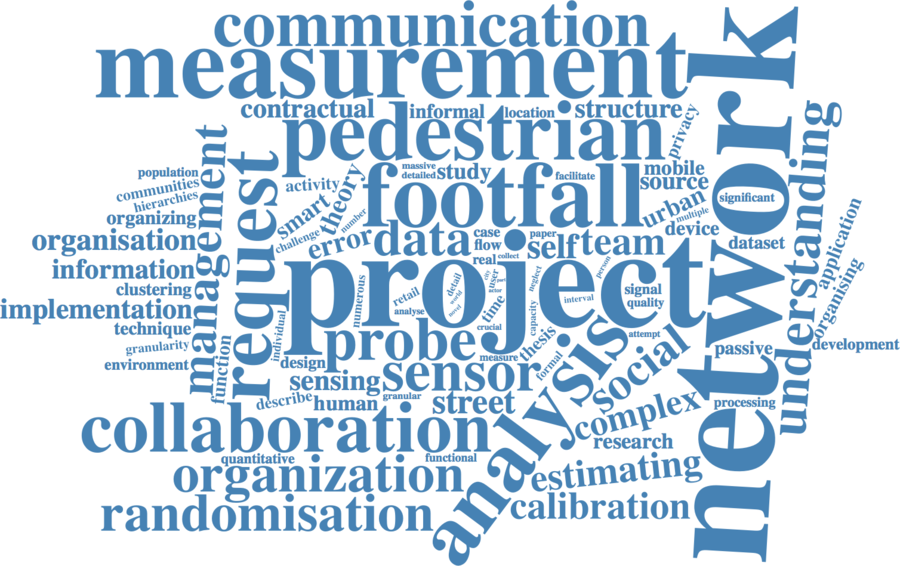 communication
measurement
network
contractual
informal
location
structure
pedestrian
privacy
understanding
management
request
population
communities
hierarchies
organizing
organisation
information
clustering
implementation
technique
granularity
environment
function
individual
activity
smart
theory
challenge
number
error
massive
detailed
study
facilitate
footfall
mobile
source
urban
multiple
device
significant
dataset
application
organising
development
data
case
flow
paper
real
collect
self
team
project
numerous
retail
analyse
detail
world
novel
city
user
part
actor
time
crucial
neglect
capacity
person
interval
signal
quality
attempt
probe
measure
thesis
formal
design
sensing
sensor
analysis
social
passive
processing
describe
human
granular
street
complex
research
collaboration
quantitative
functional
organization
estimating
randomisation
calibration